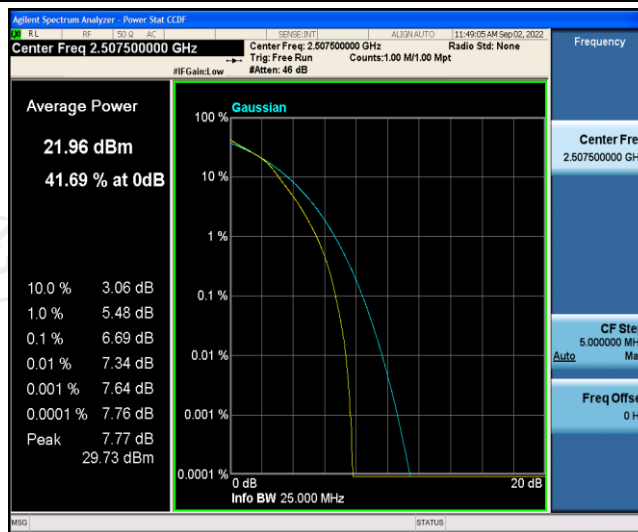 Agilent Spectrum Analyzer - Power Stat CCDF
RL RF 50 Ω AC SENSE:INT ALIGN AUTO 11:49:05 AM Sep 02, 2022
Center Freq 2.507500000 GHz
Center Freq: 2.507500000 GHz Radio Std: None
Trig: Free Run Counts:1.00 M/1.00 Mpt
#IFGain:Low #Atten: 46 dB
Frequency
Average Power
21.96 dBm
41.69 % at 0dB
10.0 % 3.06 dB
1.0 % 5.48 dB
0.1 % 6.69 dB
0.01 % 7.34 dB
0.001 % 7.64 dB
0.0001 % 7.76 dB
Peak 7.77 dB
29.73 dBm
Gaussian
100 %
10 %
1 %
0.1 %
0.01 %
0.001 %
0.0001 %
0 dB 20 dB
Info BW 25.000 MHz
Center Fre
2.507500000 GH
CF Ste
5.000000 MH
Auto Ma
Freq Offse
0 H
MSG STATUS